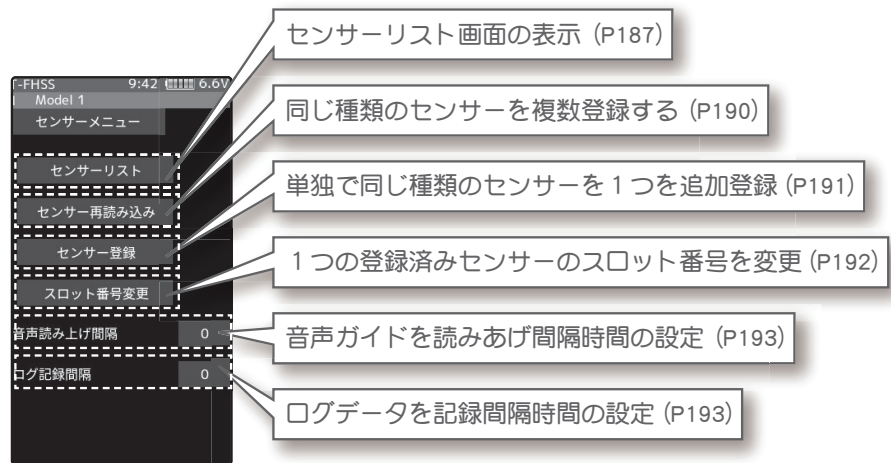 T-FHSS 9:42 6.6V
Model 1
センサーメニュー
センサーリスト
センサー再読み込み
センサー登録
スロット番号変更
音声読み上げ間隔 0
ログ記録間隔 0
センサーリスト画面の表示 (P187)
同じ種類のセンサーを複数登録する (P190)
単独で同じ種類のセンサーを１つを追加登録 (P191)
１つの登録済みセンサーのスロット番号を変更 (P192)
音声ガイドを読みあげ間隔時間の設定 (P193)
ログデータを記録間隔時間の設定 (P193)